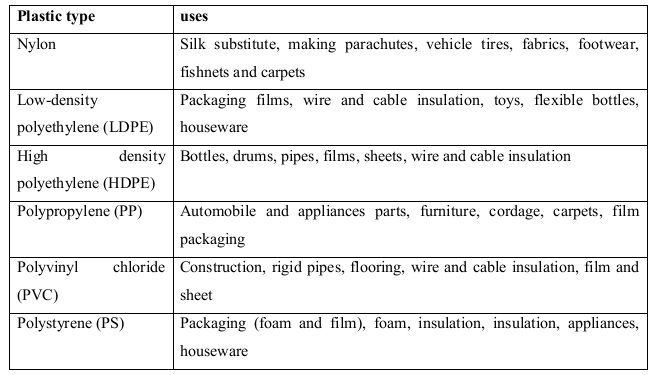 Plastic type uses
Nylon Silk substitute, making parachutes, vehicle tires, fabrics, footwear,
fishnets and carpets
Low-density Packaging films, wire and cable insulation, toys, flexible bottles,
polyethylene (LDPE) houseware
High density Bottles, drums, pipes, films, sheets, wire and cable insulation
polyethylene (HDPE)
Polypropylene (PP) Automobile and appliances parts, furniture, cordage, carpets, film
packaging
Polyvinyl chloride Construction, rigid pipes, flooring, wire and cable insulation, film and
(PVC) sheet
Polystyrene (PS) Packaging (foam and film), foam, insulation, insulation, appliances,
houseware